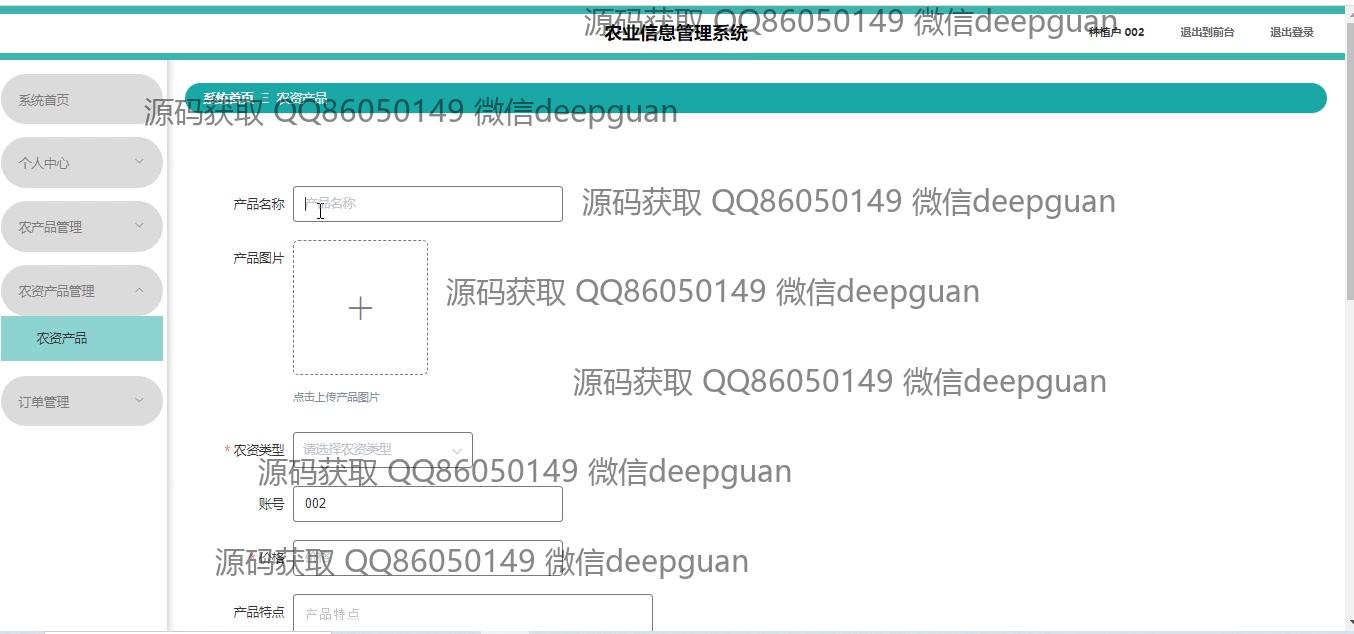 源码获取 QQ86050149 微信deepguan
农业信息管理系统
种植户 002
退出到前台
退出登录
系统首页
个人中心
农产品管理
农资产品管理
农资产品
订单管理
系统首页 Ξ 农资产品
源码获取 QQ86050149 微信deepguan
产品名称
产品名称
源码获取 QQ86050149 微信deepguan
产品图片
源码获取 QQ86050149 微信deepguan
点击上传产品图片
源码获取 QQ86050149 微信deepguan
* 农资类型
请选择农资类型
源码获取 QQ86050149 微信deepguan
账号
002
* 价格
价格
源码获取 QQ86050149 微信deepguan
产品特点
产品特点